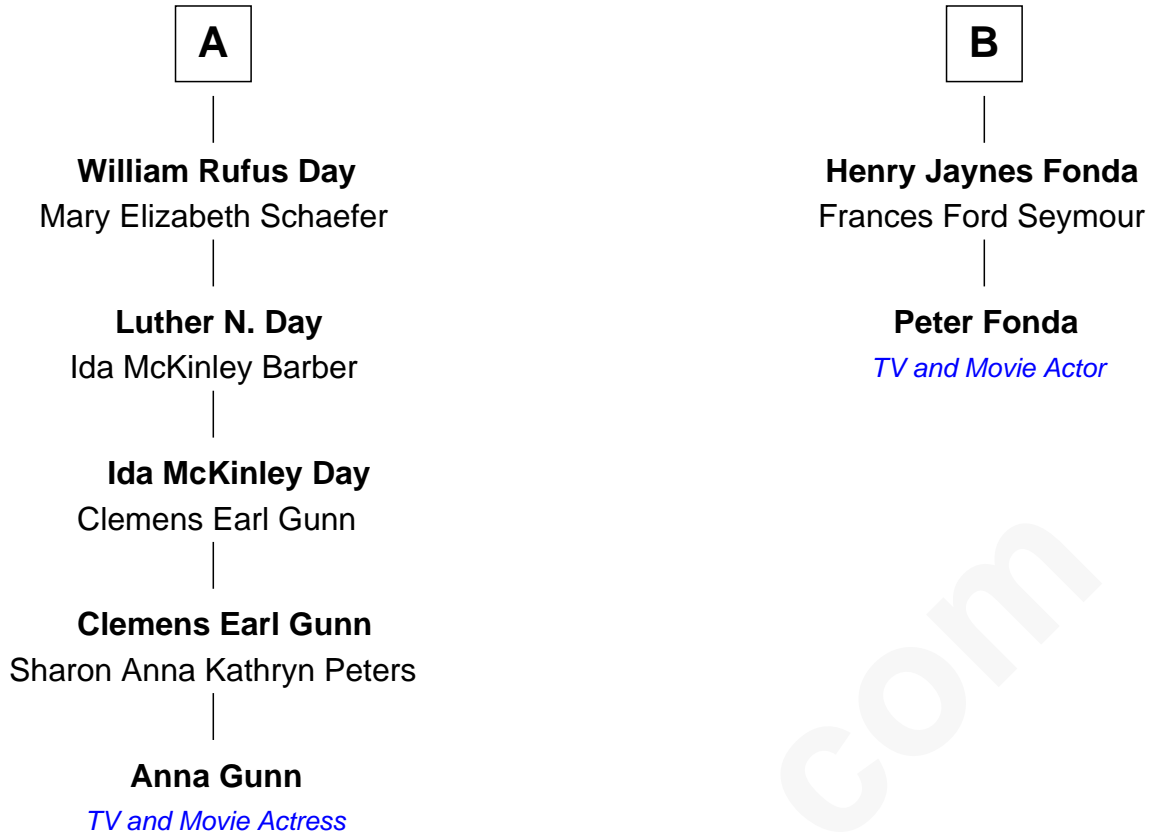 A
William Rufus Day
Mary Elizabeth Schaefer
Luther N. Day
Ida McKinley Barber
Ida McKinley Day
Clemens Earl Gunn
Clemens Earl Gunn
Sharon Anna Kathryn Peters
Anna Gunn
TV and Movie Actress
B
Henry Jaynes Fonda
Frances Ford Seymour
Peter Fonda
TV and Movie Actor
com